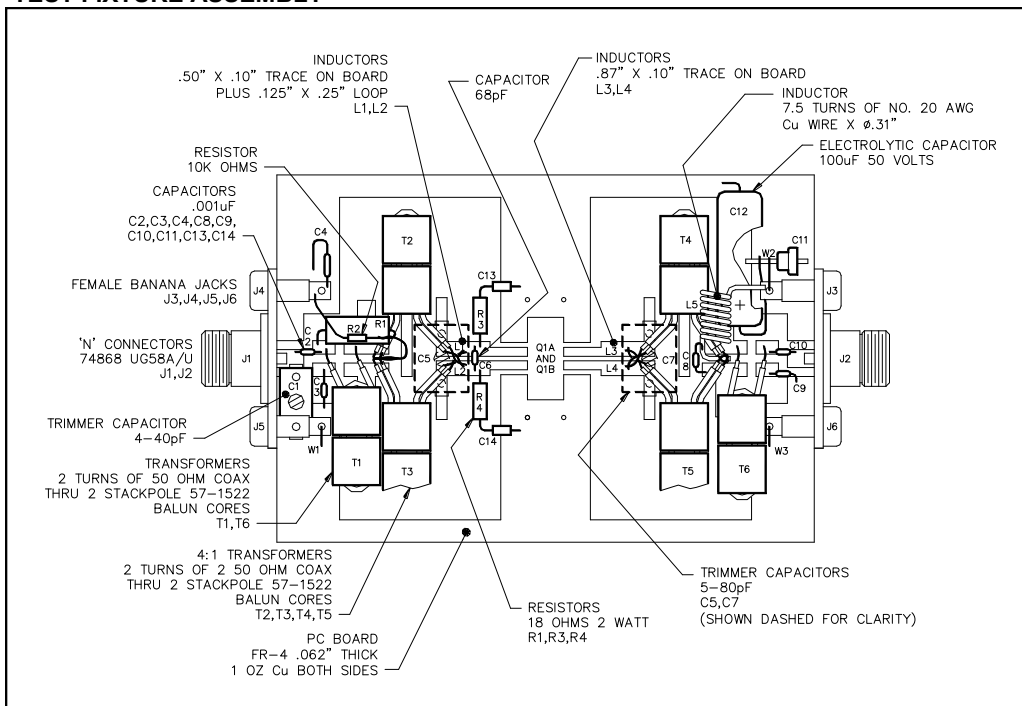 TEST FIXTURE ASSEMBLY
INDUCTORS
.50" X .10" TRACE ON BOARD
PLUS .125" X .25" LOOP
L1,L2
CAPACITOR
68pF
INDUCTORS
.87" X .10" TRACE ON BOARD
L3,L4
INDUCTOR
7.5 TURNS OF NO. 20 AWG
Cu WIRE X ø.31"
ELECTROLYTIC CAPACITOR
100uF 50 VOLTS
RESISTOR
10K OHMS
CAPACITORS
.001uF
C2,C3,C4,C8,C9,
C10,C11,C13,C14
FEMALE BANANA JACKS
J3,J4,J5,J6
'N' CONNECTORS
74868 UG58A/U
J1,J2
TRIMMER CAPACITOR
4-40pF
TRANSFORMERS
2 TURNS OF 50 OHM COAX
THRU 2 STACKPOLE 57-1522
BALUN CORES
T1,T6
4:1 TRANSFORMERS
2 TURNS OF 2 50 OHM COAX
THRU 2 STACKPOLE 57-1522
BALUN CORES
T2,T3,T4,T5
PC BOARD
FR-4 .062" THICK
1 OZ Cu BOTH SIDES
RESISTORS
18 OHMS 2 WATT
R1,R3,R4
TRIMMER CAPACITORS
5-80pF
C5,C7
(SHOWN DASHED FOR CLARITY)
C4
T2
C13
T4
C12
C11
W2
J4
J3
R2
R1
R3
L5
+
C2
L1
Q1A
AND
Q1B
L3
J1
C5
C6
L2
L4
C7
C8
C10
J2
C1
C3
R4
C9
J5
W1
C14
W3
J6
T1
T3
T5
T6